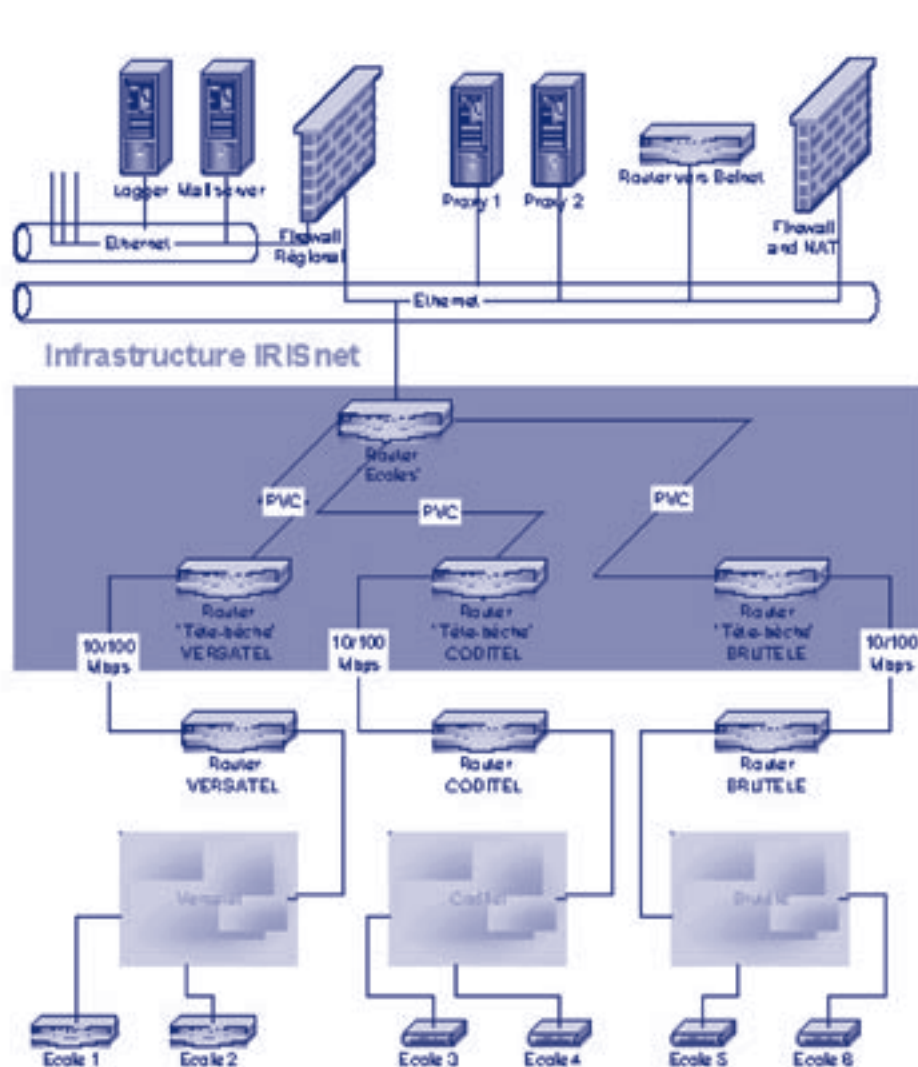 Logger Mailserver
Proxy 1 Proxy 2
Router vers Belnet
Firewall
and NAT
Firewall
Régional
Ethernet
Ethernet
Infrastructure IRISnet
Router
"Ecoles"
PVC
PVC
PVC
Router
"Tête-bêche"
VERSATEL
Router
"Tête-bêche"
CODITEL
Router
"Tête-bêche"
BRUTELE
10/100
Mbps
10/100
Mbps
10/100
Mbps
Router
VERSATEL
Router
CODITEL
Router
BRUTELE
Versatel
Coditel
Brutele
Ecole 1
Ecole 2
Ecole 3
Ecole 4
Ecole 5
Ecole 6